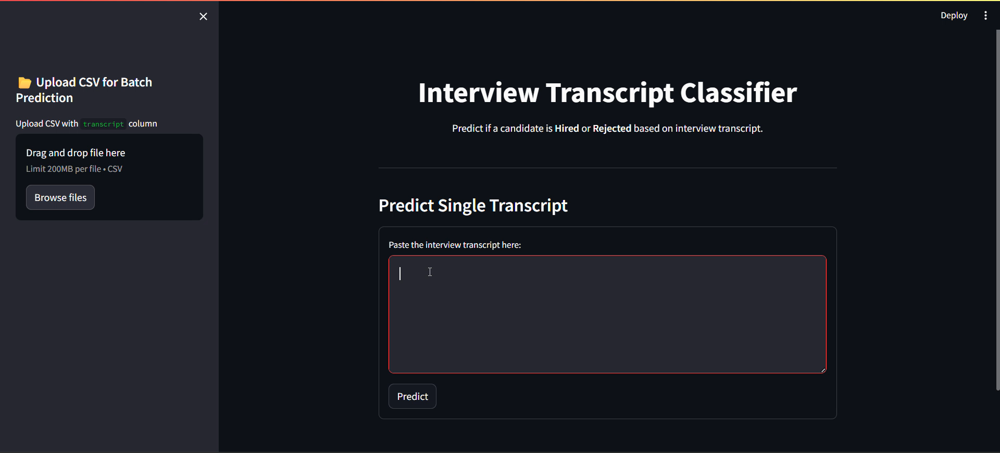 Deploy
📂 Upload CSV for Batch
Prediction
Upload CSV with transcript column
Drag and drop file here
Limit 200MB per file • CSV
Browse files
Interview Transcript Classifier
Predict if a candidate is Hired or Rejected based on interview transcript.
Predict Single Transcript
Paste the interview transcript here:
Predict